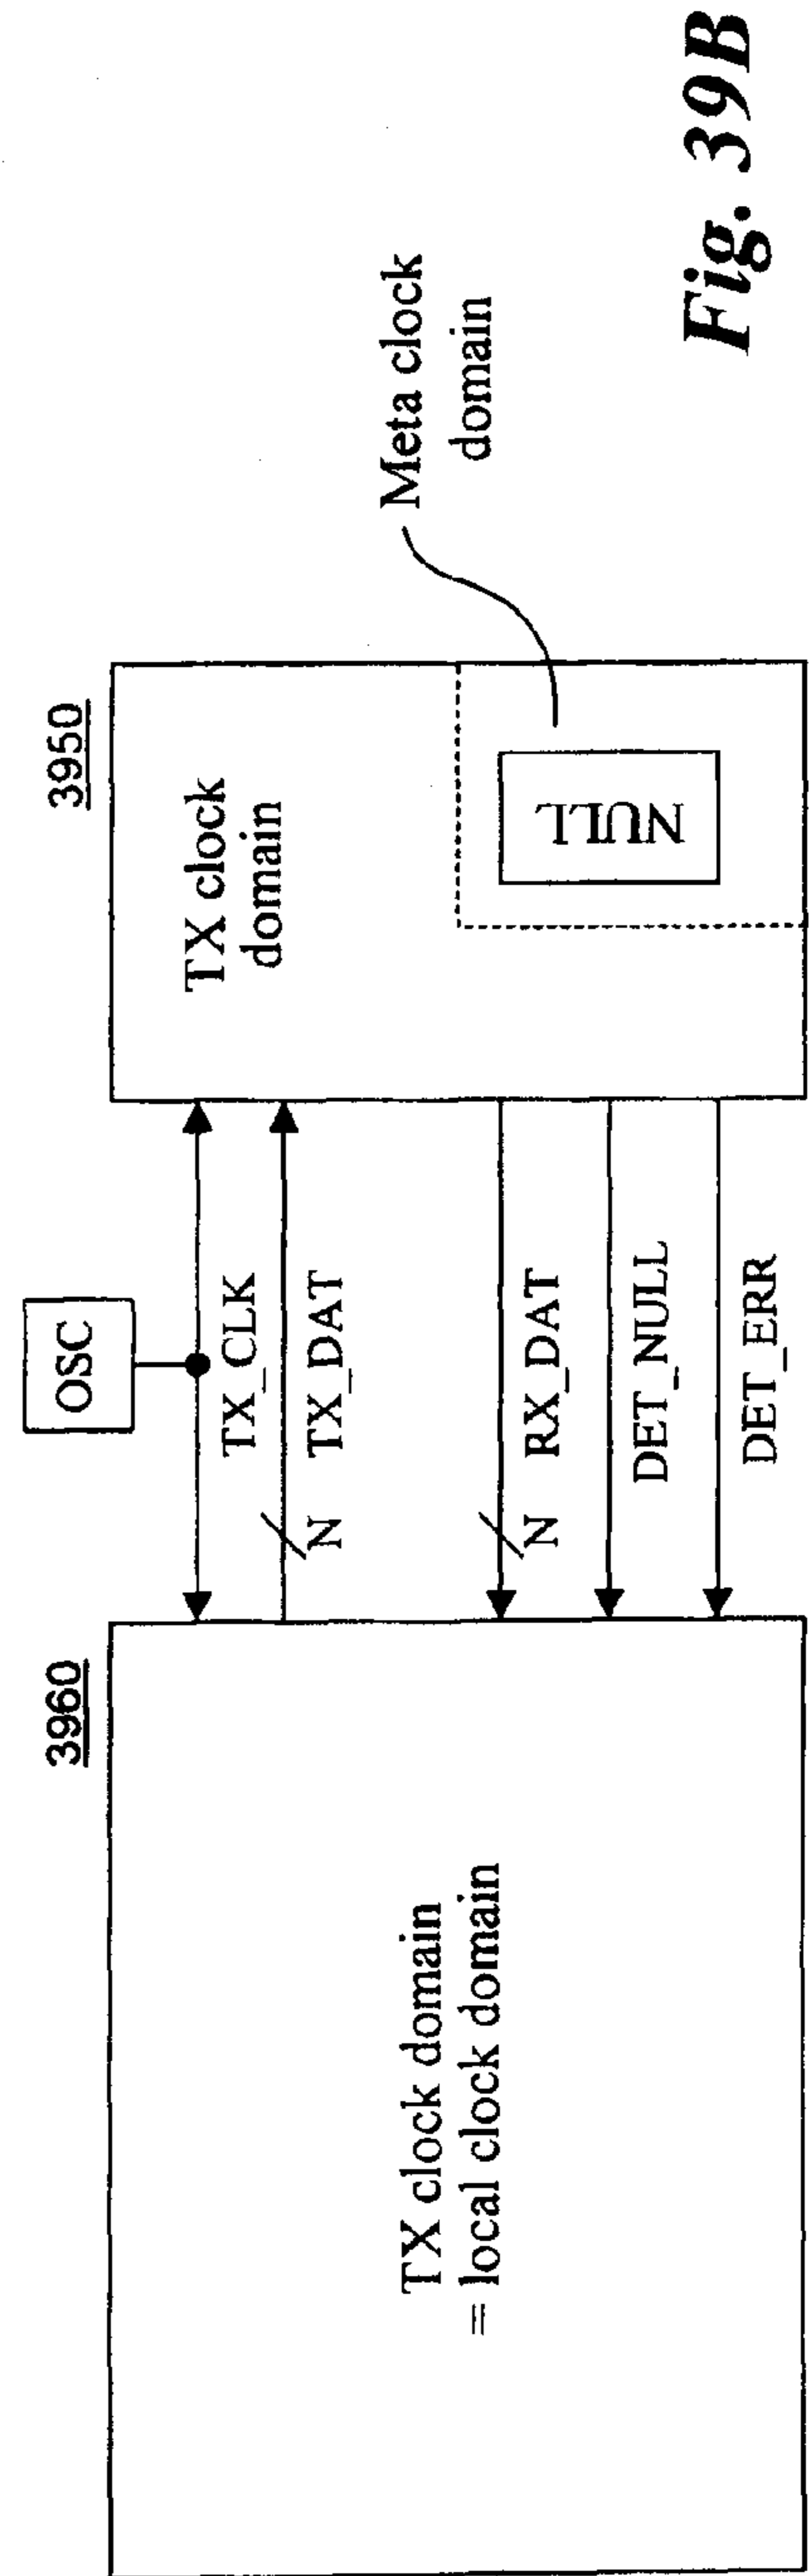 3960
TX clock domain
= local clock domain
OSC
TX_CLK
N TX_DAT
N RX_DAT
DET_NULL
DET_ERR
3950
TX clock
domain
NULL
Meta clock
domain
Fig. 39B